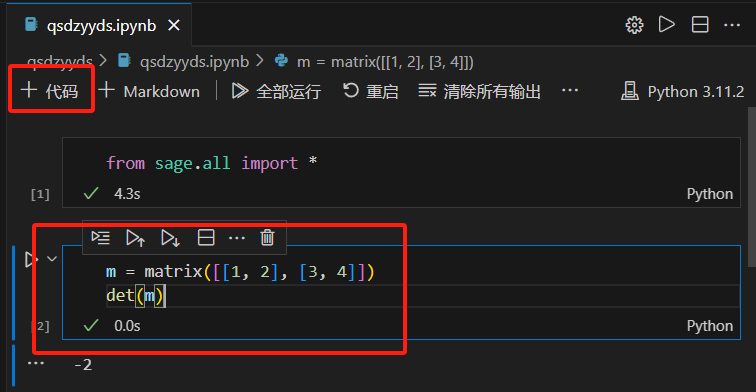 qsdzyyds.ipynb
qsdzyyds > qsdzyyds.ipynb > m = matrix([[1, 2], [3, 4]])
+ 代码 + Markdown 全部运行 重启 清除所有输出 ... Python 3.11.2
from sage.all import *
[1] 4.3s Python
m = matrix([[1, 2], [3, 4]])
det(m)
[2] 0.0s Python
... -2